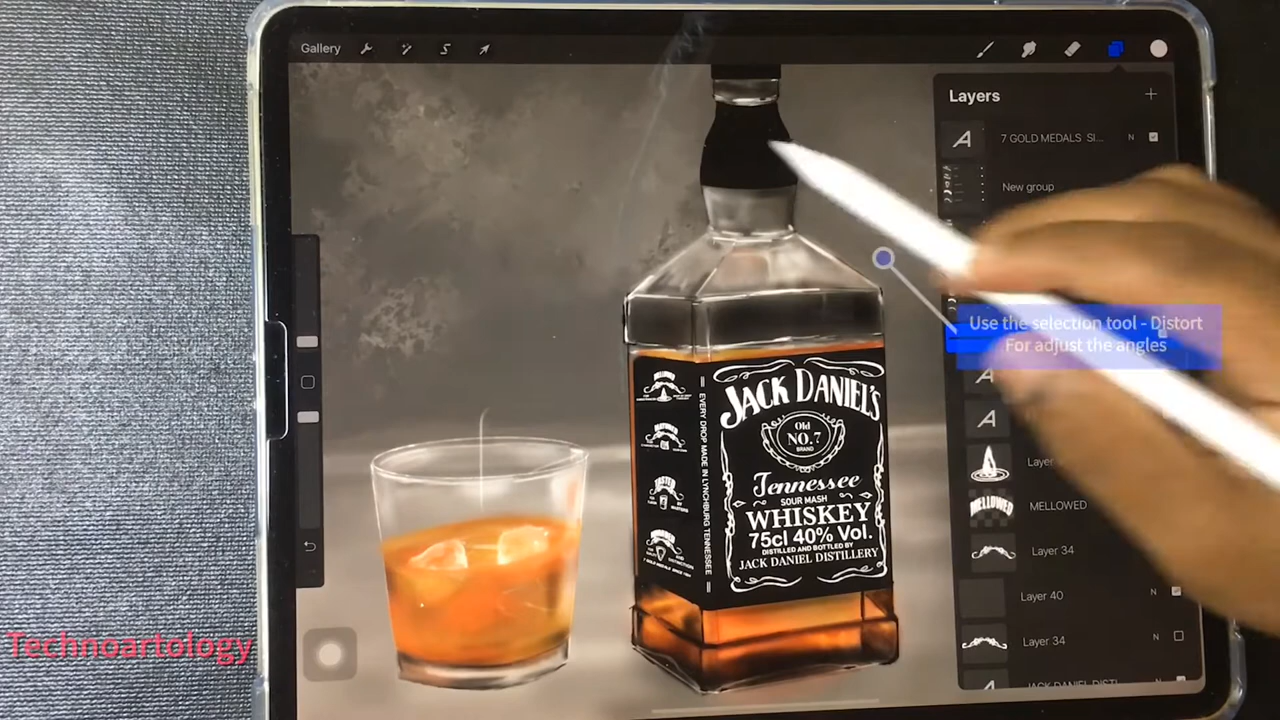 Gallery
Layers
7 GOLD MEDALS SI...
N
New group
Use the selection tool - Distort
For adjust the angles
JACK DANIEL'S
Old
NO.7
BRAND
Tennessee
SOUR MASH
WHISKEY
75cl 40% Vol.
DISTILLED AND BOTTLED BY
JACK DANIEL DISTILLERY
EVERY DROP MADE IN LYNCHBURG TENNESSEE
MELLOWED
Layer
MELLOWED
Layer 34
Layer 40
N
Layer 34
N
Technoartology